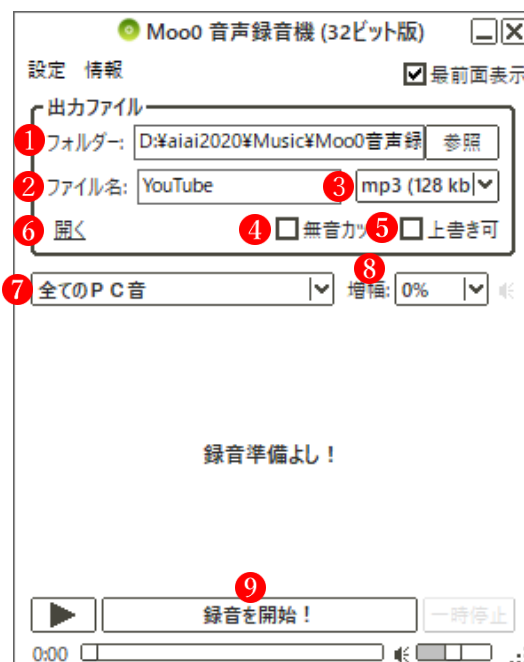 Moo0 音声録音機 (32ビット版)
設定 情報
最前面表示
出力ファイル
1 フォルダー: D:¥aiai2020¥Music¥Moo0音声録 参照
2 ファイル名: YouTube 3 mp3 (128 kb
6 開く 4 無音カッ 5 上書き可
8
7 全てのPC音 増幅: 0%
録音準備よし!
9
録音を開始! 一時停止
0:00